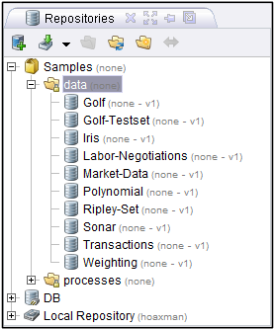 Repositories
Samples (none)
data (none)
Golf (none - v1)
Golf-Testset (none - v1)
Iris (none - v1)
Labor-Negotiations (none - v1)
Market-Data (none - v1)
Polynomial (none - v1)
Ripley-Set (none - v1)
Sonar (none - v1)
Transactions (none - v1)
Weighting (none - v1)
processes (none)
DB
Local Repository (hoaxman)